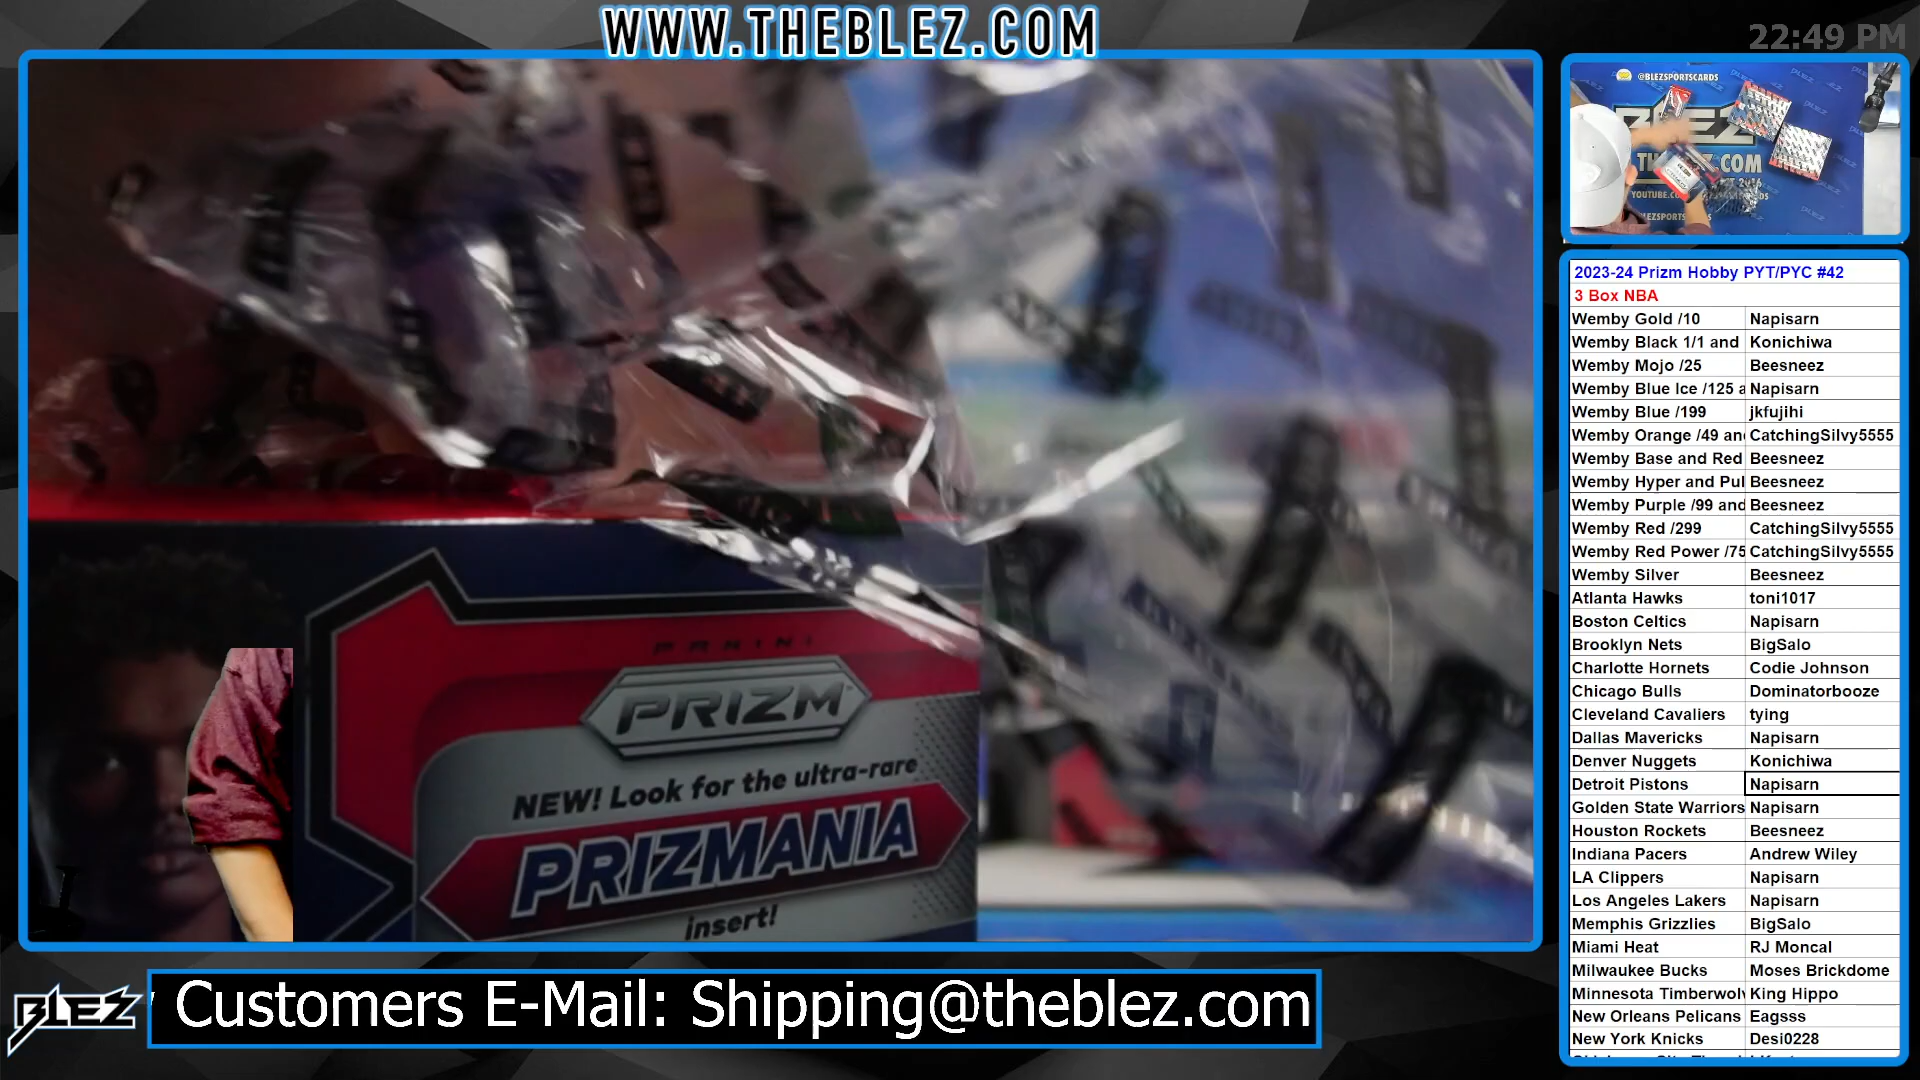 WWW.THEBLEZ.COM
22:49 PM
@BLEZSPORTSCARDS
BLEZ
PANINI
PRIZM
NEW! Look for the ultra-rare
PRIZMANIA
insert!
2023-24 Prizm Hobby PYT/PYC #42
3 Box NBA
Wemby Gold /10 Napisarn
Wemby Black 1/1 and Konichiwa
Wemby Mojo /25 Beesneez
Wemby Blue Ice /125 a Napisarn
Wemby Blue /199 jkfujihi
Wemby Orange /49 an CatchingSilvy5555
Wemby Base and Red Beesneez
Wemby Hyper and Pul Beesneez
Wemby Purple /99 and Beesneez
Wemby Red /299 CatchingSilvy5555
Wemby Red Power /75 CatchingSilvy5555
Wemby Silver Beesneez
Atlanta Hawks toni1017
Boston Celtics Napisarn
Brooklyn Nets BigSalo
Charlotte Hornets Codie Johnson
Chicago Bulls Dominatorbooze
Cleveland Cavaliers tying
Dallas Mavericks Napisarn
Denver Nuggets Konichiwa
Detroit Pistons Napisarn
Golden State Warriors Napisarn
Houston Rockets Beesneez
Indiana Pacers Andrew Wiley
LA Clippers Napisarn
Los Angeles Lakers Napisarn
Memphis Grizzlies BigSalo
Miami Heat RJ Moncal
Milwaukee Bucks Moses Brickdome
Minnesota Timberwol King Hippo
New Orleans Pelicans Eagsss
New York Knicks Desi0228
BLEZ
Customers E-Mail: Shipping@theblez.com